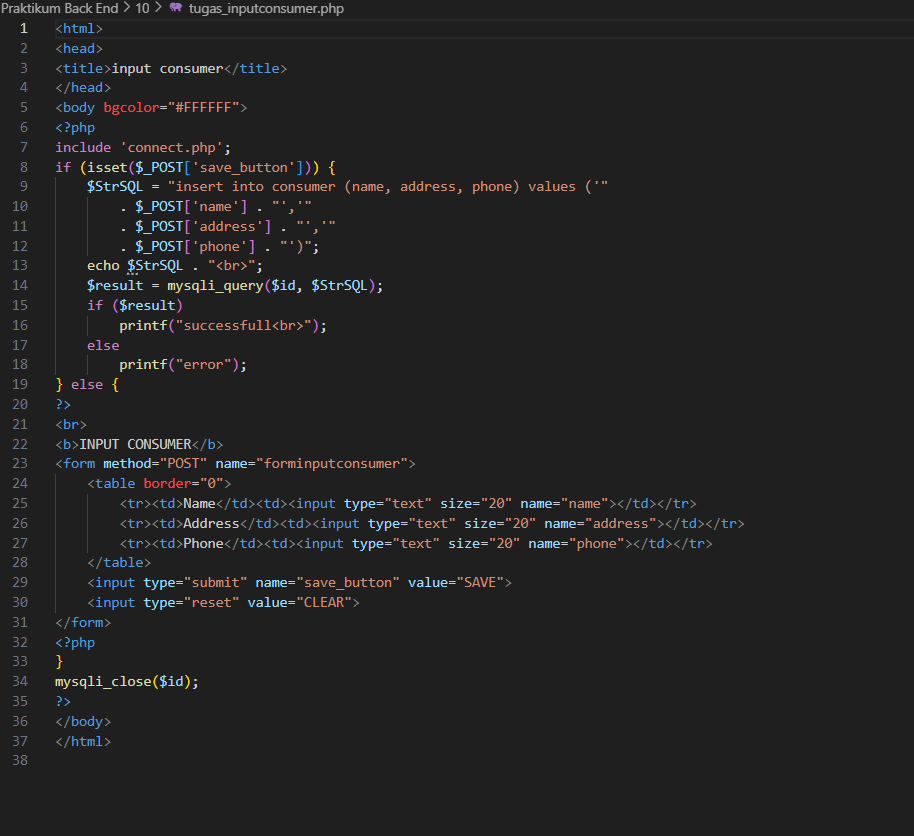 Praktikum Back End > 10 > tugas_inputconsumer.php
1 <html>
2 <head>
3 <title>input consumer</title>
4 </head>
5 <body bgcolor="#FFFFFF">
6 <?php
7 include 'connect.php';
8 if (isset($_POST['save_button'])) {
9     $StrSQL = "insert into consumer (name, address, phone) values ('"
10         . $_POST['name'] . "','"
11         . $_POST['address'] . "','"
12         . $_POST['phone'] . "')";
13     echo $StrSQL . "<br>";
14     $result = mysqli_query($id, $StrSQL);
15     if ($result)
16         printf("successfull<br>");
17     else
18         printf("error");
19 } else {
20 ?>
21 <br>
22 <b>INPUT CONSUMER</b>
23 <form method="POST" name="forminputconsumer">
24     <table border="0">
25         <tr><td>Name</td><td><input type="text" size="20" name="name"></td></tr>
26         <tr><td>Address</td><td><input type="text" size="20" name="address"></td></tr>
27         <tr><td>Phone</td><td><input type="text" size="20" name="phone"></td></tr>
28     </table>
29     <input type="submit" name="save_button" value="SAVE">
30     <input type="reset" value="CLEAR">
31 </form>
32 <?php
33 }
34 mysqli_close($id);
35 ?>
36 </body>
37 </html>
38